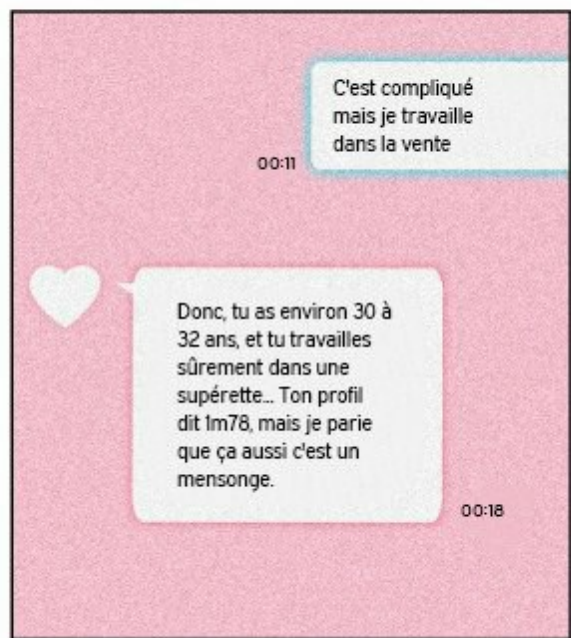 C'est compliqué
mais je travaille
dans la vente
00:11
Donc, tu as environ 30 à
32 ans, et tu travailles
sûrement dans une
supérette... Ton profil
dit 1m78, mais je parie
que ça aussi c'est un
mensonge.
00:18